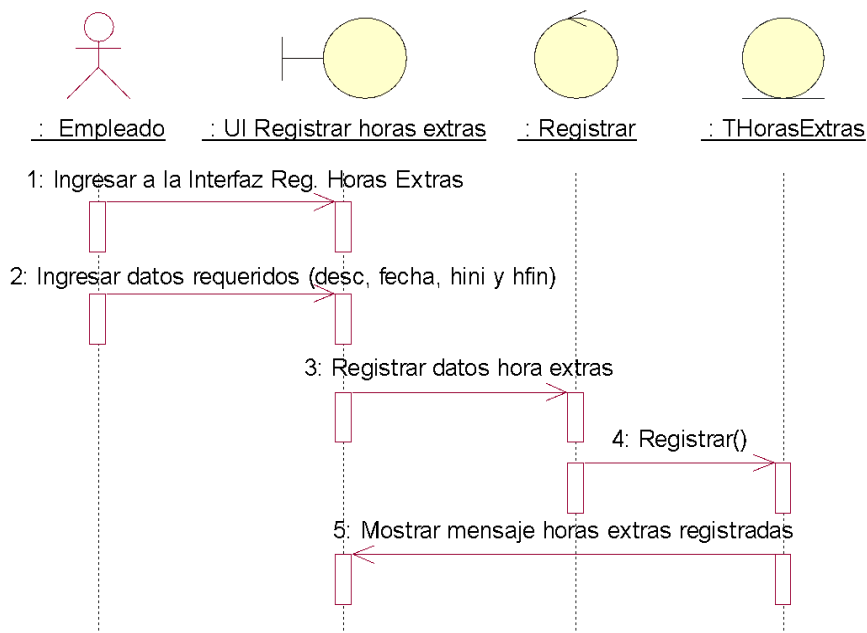 : Empleado
: UI Registrar horas extras
: Registrar
: THorasExtras
1: Ingresar a la Interfaz Reg. Horas Extras
2: Ingresar datos requeridos (desc, fecha, hini y hfin)
3: Registrar datos hora extras
4: Registrar()
5: Mostrar mensaje horas extras registradas